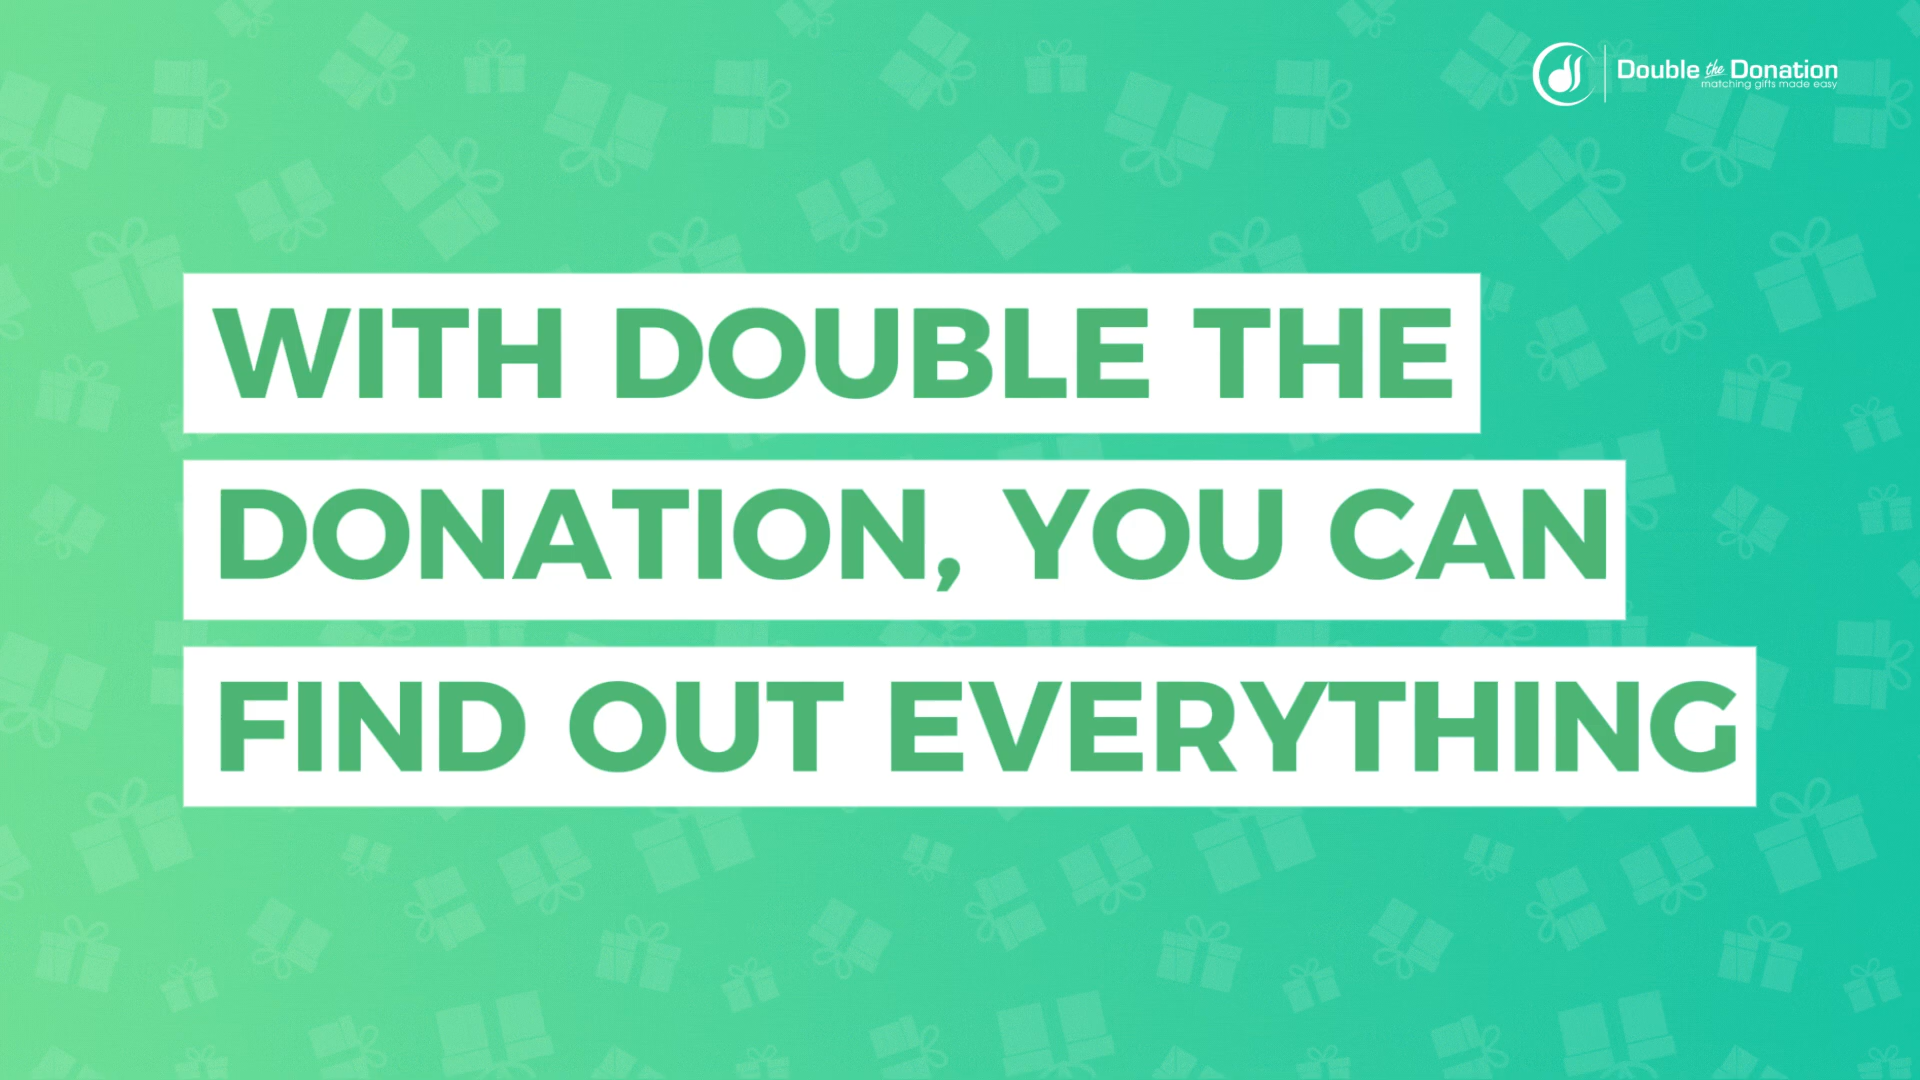 Double the Donation
matching gifts made easy
WITH DOUBLE THE
DONATION, YOU CAN
FIND OUT EVERYTHING